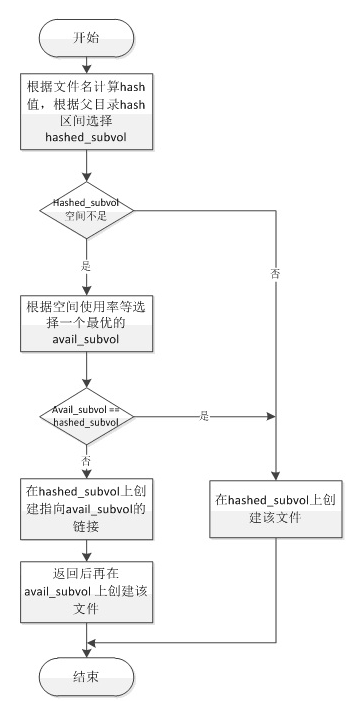 开始
根据文件名计算hash
值，根据父目录hash
区间选择
hashed_subvol
Hashed_subvol
空间不足
是
否
根据空间使用率等选
择一个最优的
avail_subvol
Avail_subvol ==
hashed_subvol
是
否
在hashed_subvol上创
建指向avail_subvol的
链接
在hashed_subvol上创
建该文件
返回后再在
avail_subvol 上创建该
文件
结束